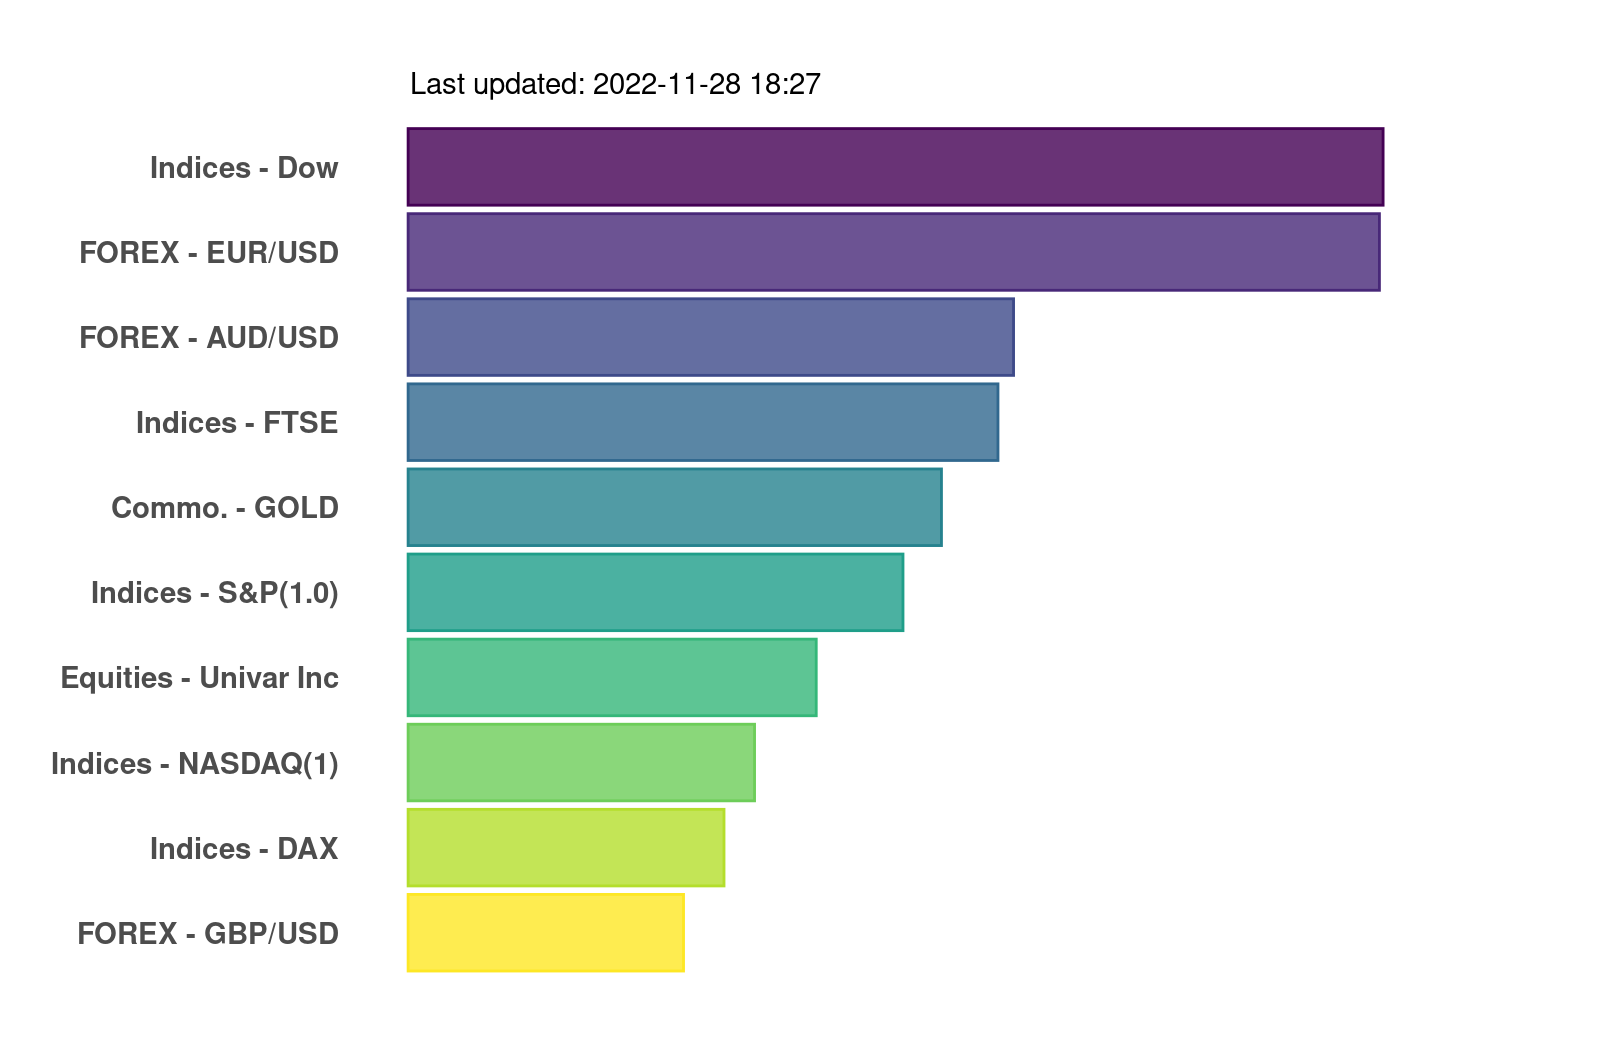 Last updated: 2022-11-28 18:27
Indices - Dow
FOREX - EUR/USD
FOREX - AUD/USD
Indices - FTSE
Commo. - GOLD
Indices - S&P(1.0)
Equities - Univar Inc
Indices - NASDAQ(1)
Indices - DAX
FOREX - GBP/USD